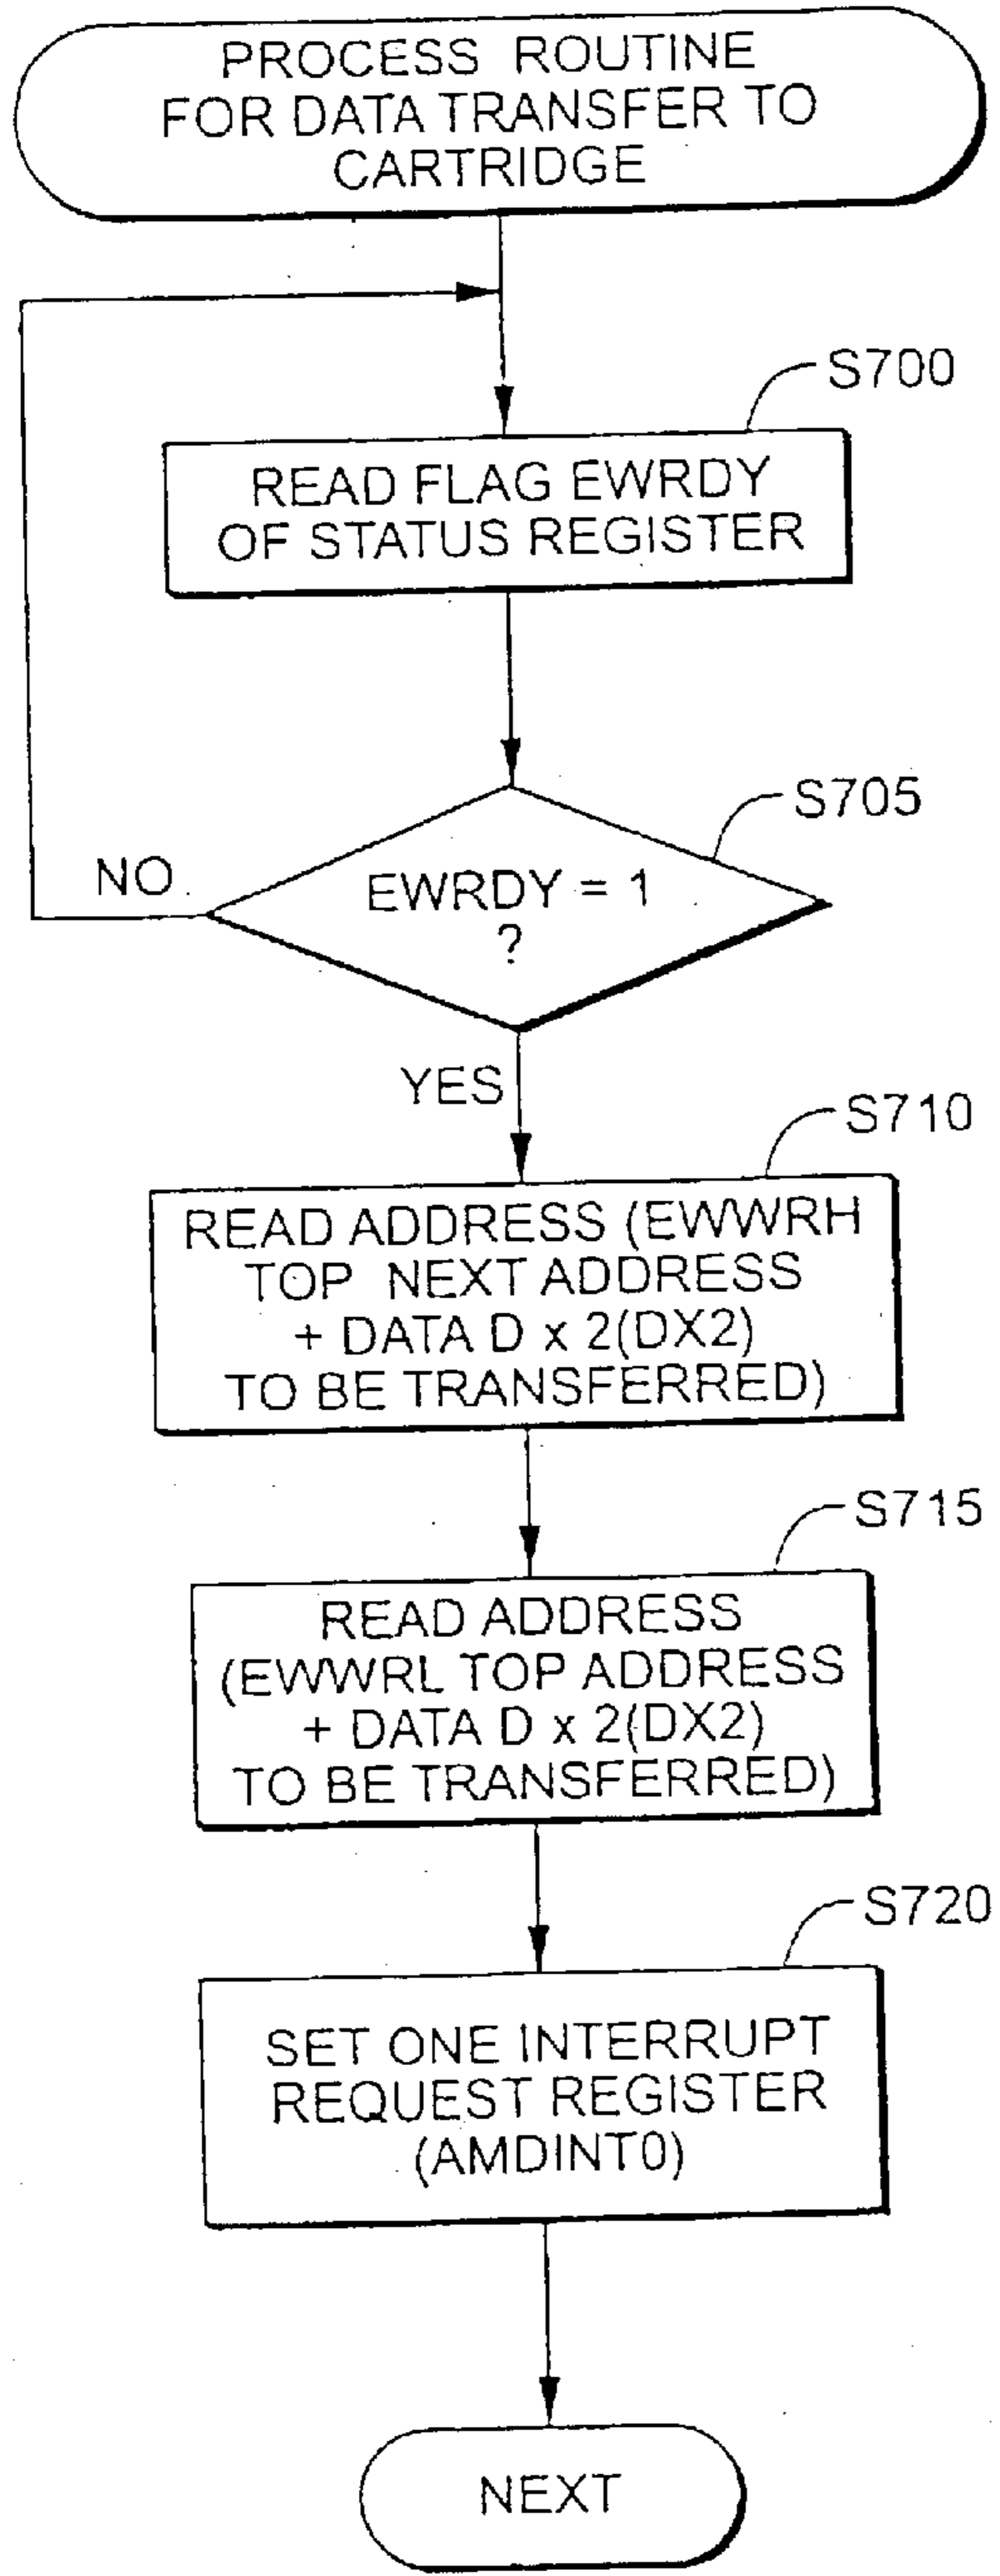 PROCESS ROUTINE
FOR DATA TRANSFER TO
CARTRIDGE
S700
READ FLAG EWRDY
OF STATUS REGISTER
S705
NO
EWRDY = 1
?
YES
S710
READ ADDRESS (EWWRH
TOP NEXT ADDRESS
+ DATA D x 2(DX2)
TO BE TRANSFERRED)
S715
READ ADDRESS
(EWWRL TOP ADDRESS
+ DATA D x 2(DX2)
TO BE TRANSFERRED)
S720
SET ONE INTERRUPT
REQUEST REGISTER
(AMDINT0)
NEXT